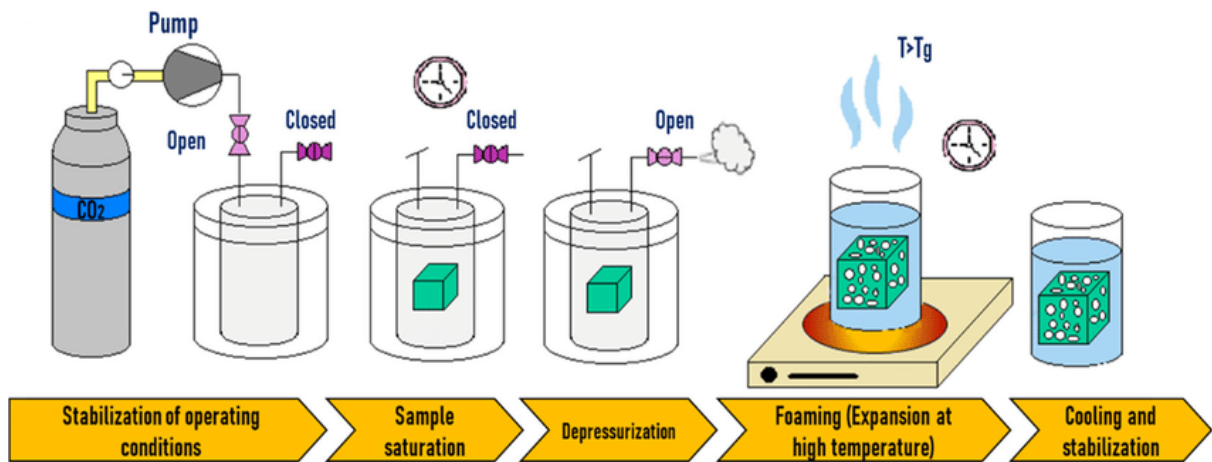 Pump
T>Tg
Open
Closed
Closed
Open
CO₂
Stabilization of operating
conditions
Sample
saturation
Depressurization
Foaming (Expansion at
high temperature)
Cooling and
stabilization